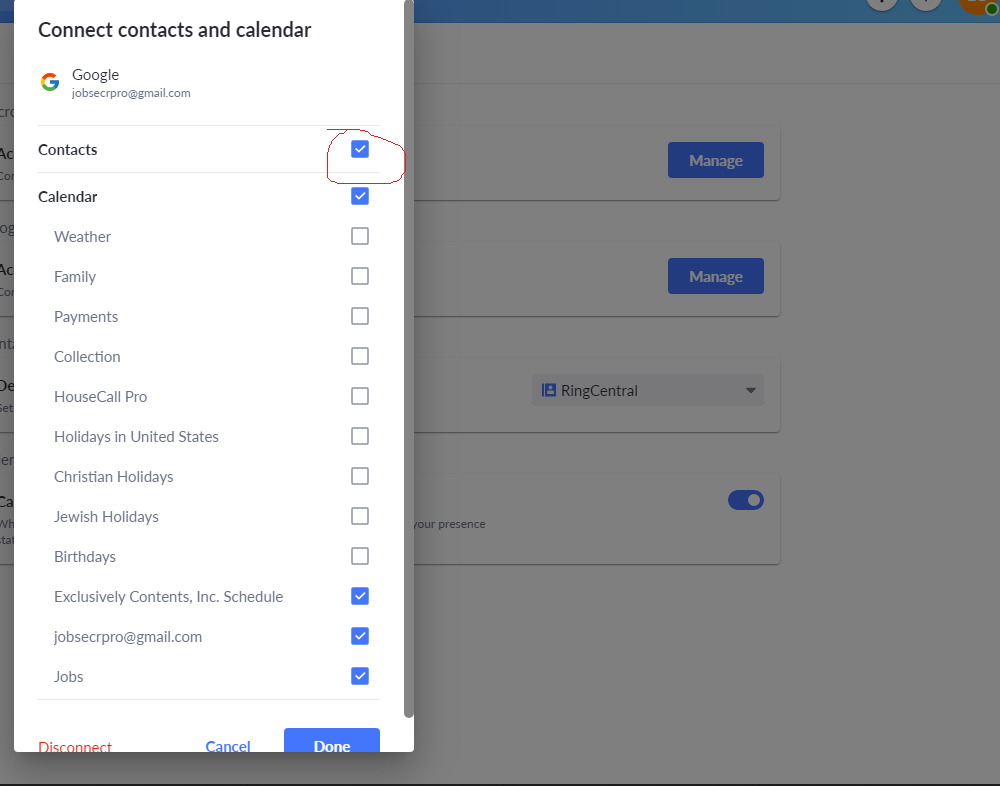 Connect contacts and calendar
Google
jobsecrpro@gmail.com
Contacts
Manage
Calendar
Weather
Family
Manage
Payments
Collection
HouseCall Pro
RingCentral
Holidays in United States
Christian Holidays
Jewish Holidays
your presence
Birthdays
Exclusively Contents, Inc. Schedule
jobsecrpro@gmail.com
Jobs
Disconnect
Cancel
Done